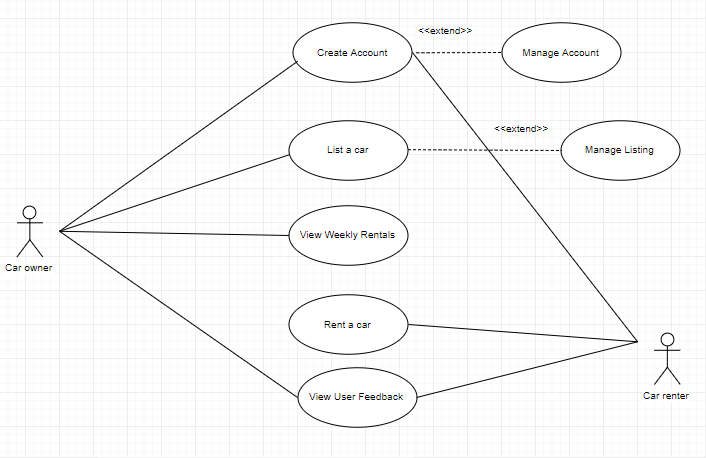 <<extend>>
Create Account
Manage Account
<<extend>>
List a car
Manage Listing
View Weekly Rentals
Car owner
Rent a car
View User Feedback
Car renter